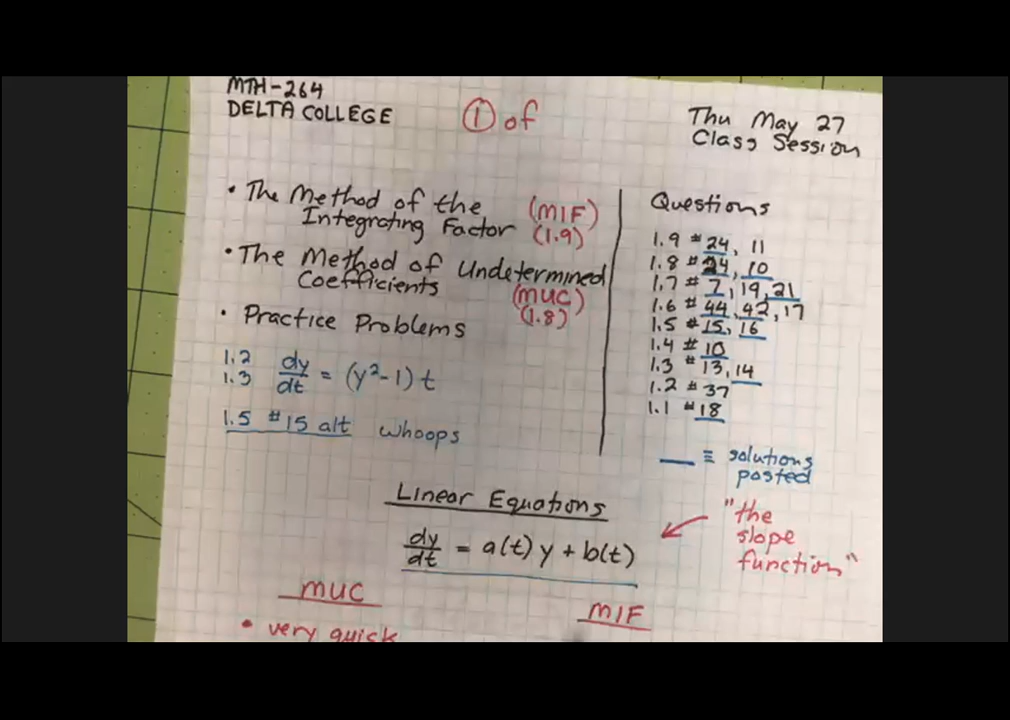 MTH-264
DELTA COLLEGE
① of
Thu May 27
Class Session
• The Method of the
Integrating Factor
(MIF)
(1.9)
• The Method of Undetermined
Coefficients
(MUC)
(1.8)
• Practice Problems
1.2
1.3
dy/dt = (y²-1) t
1.5 #15 alt whoops
Questions
1.9 # 24, 11
1.8 # 24, 10
1.7 # 7, 19, 21
1.6 # 44, 42, 17
1.5 # 15, 16
1.4 # 10
1.3 # 13, 14
1.2 # 37
1.1 # 18
___ ≡ solutions
posted
Linear Equations
dy/dt = a(t) y + b(t)
"the
slope
function"
MUC
• very quick
MIF